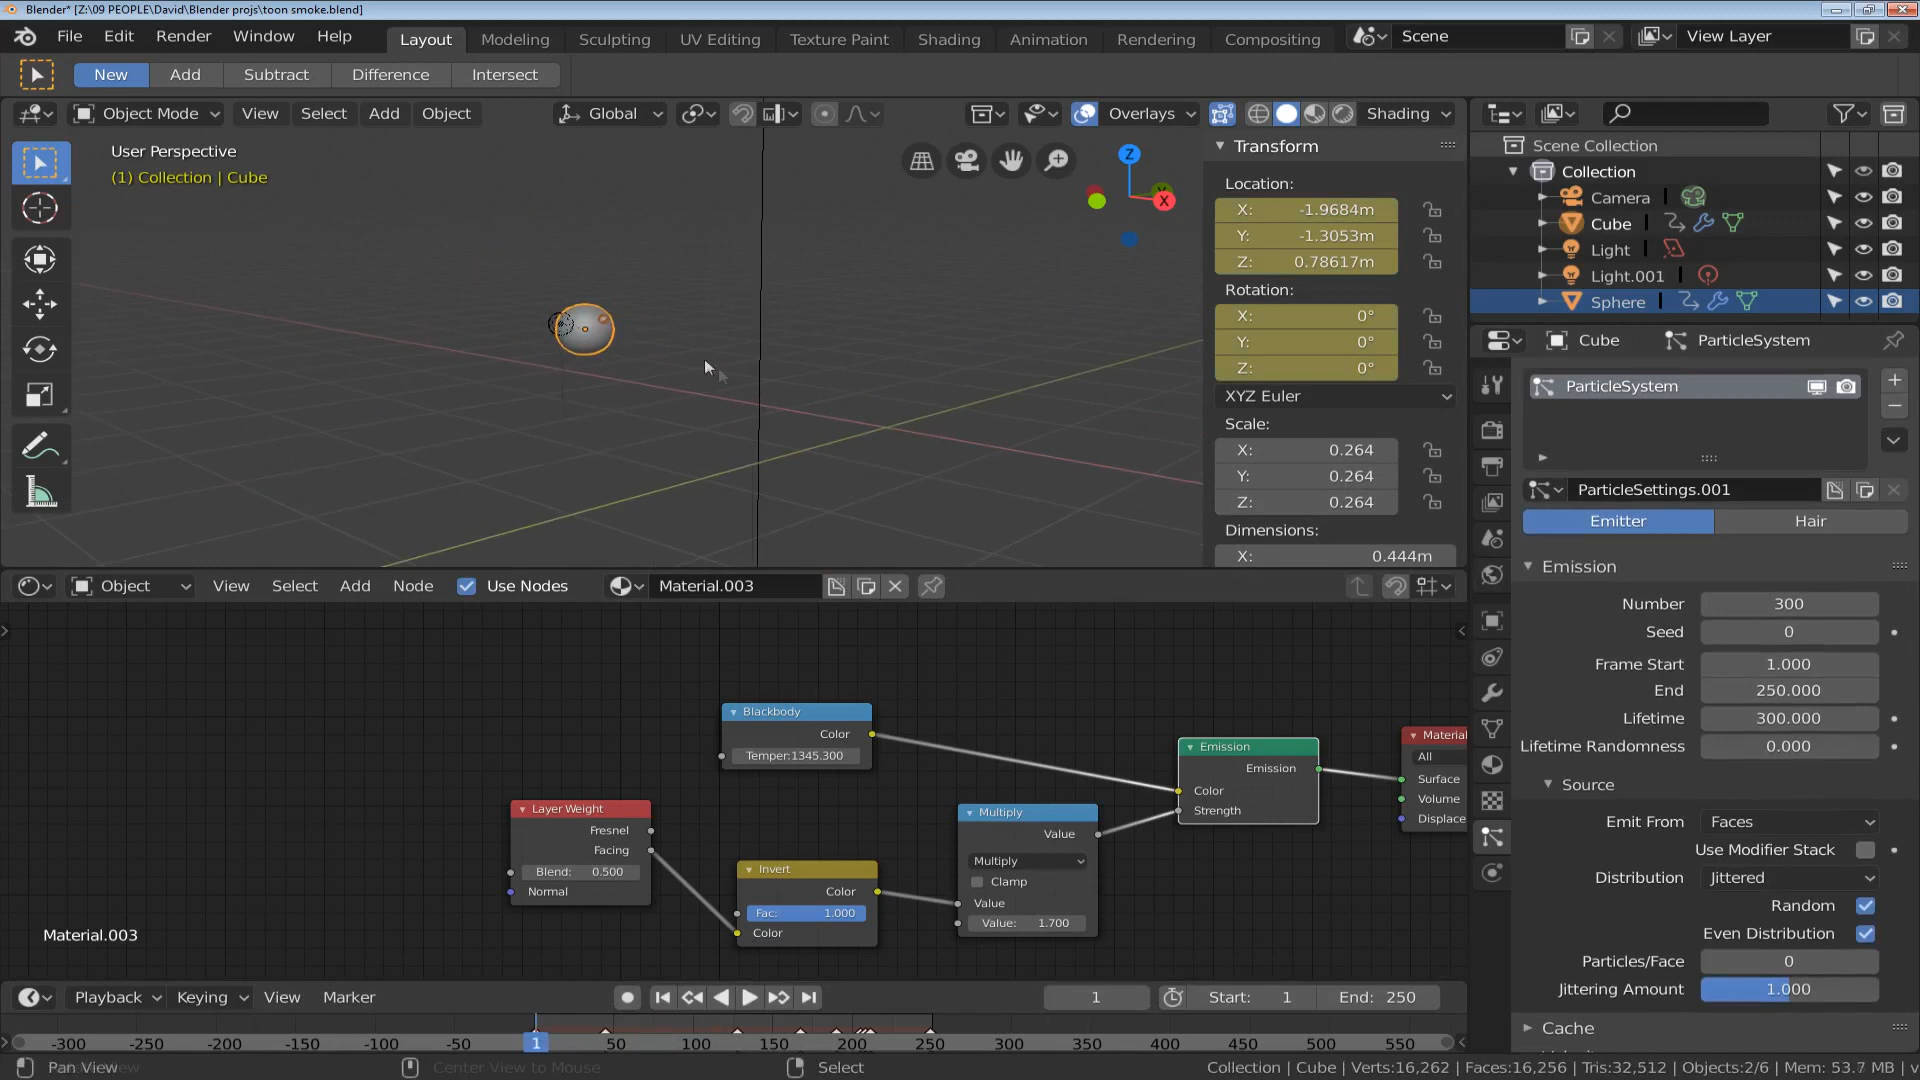 Blender* [Z:\09 PEOPLE\David\Blender projs\toon smoke.blend]
File Edit Render Window Help Layout Modeling Sculpting UV Editing Texture Paint Shading Animation Rendering Compositing Scene View Layer
New Add Subtract Difference Intersect
Object Mode View Select Add Object Global Overlays Shading
User Perspective
(1) Collection | Cube
Z
X
Transform
Location:
X: -1.9684m
Y: -1.3053m
Z: 0.78617m
Rotation:
X: 0°
Y: 0°
Z: 0°
XYZ Euler
Scale:
X: 0.264
Y: 0.264
Z: 0.264
Dimensions:
X: 0.444m
Scene Collection
Collection
Camera
Cube
Light
Light.001
Sphere
Cube ParticleSystem
ParticleSystem
ParticleSettings.001
Emitter Hair
Emission
Number 300
Seed 0
Frame Start 1.000
End 250.000
Lifetime 300.000
Lifetime Randomness 0.000
Source
Emit From Faces
Use Modifier Stack
Distribution Jittered
Random
Even Distribution
Particles/Face 0
Jittering Amount 1.000
Cache
Object View Select Add Node Use Nodes Material.003
Blackbody
Color
Temper:1345.300
Layer Weight
Fresnel
Facing
Blend: 0.500
Normal
Invert
Color
Fac: 1.000
Color
Multiply
Value
Multiply
Clamp
Value
Value: 1.700
Emission
Emission
Color
Strength
Material
All
Surface
Volume
Displace
Material.003
Playback Keying View Marker 1 Start: 1 End: 250
-300 -250 -200 -150 -100 -50 1 50 100 150 200 250 300 350 400 450 500 550
Pan View Center View to Mouse Select Collection | Cube | Verts:16,262 | Faces:16,256 | Tris:32,512 | Objects:2/6 | Mem: 53.7 MB | v